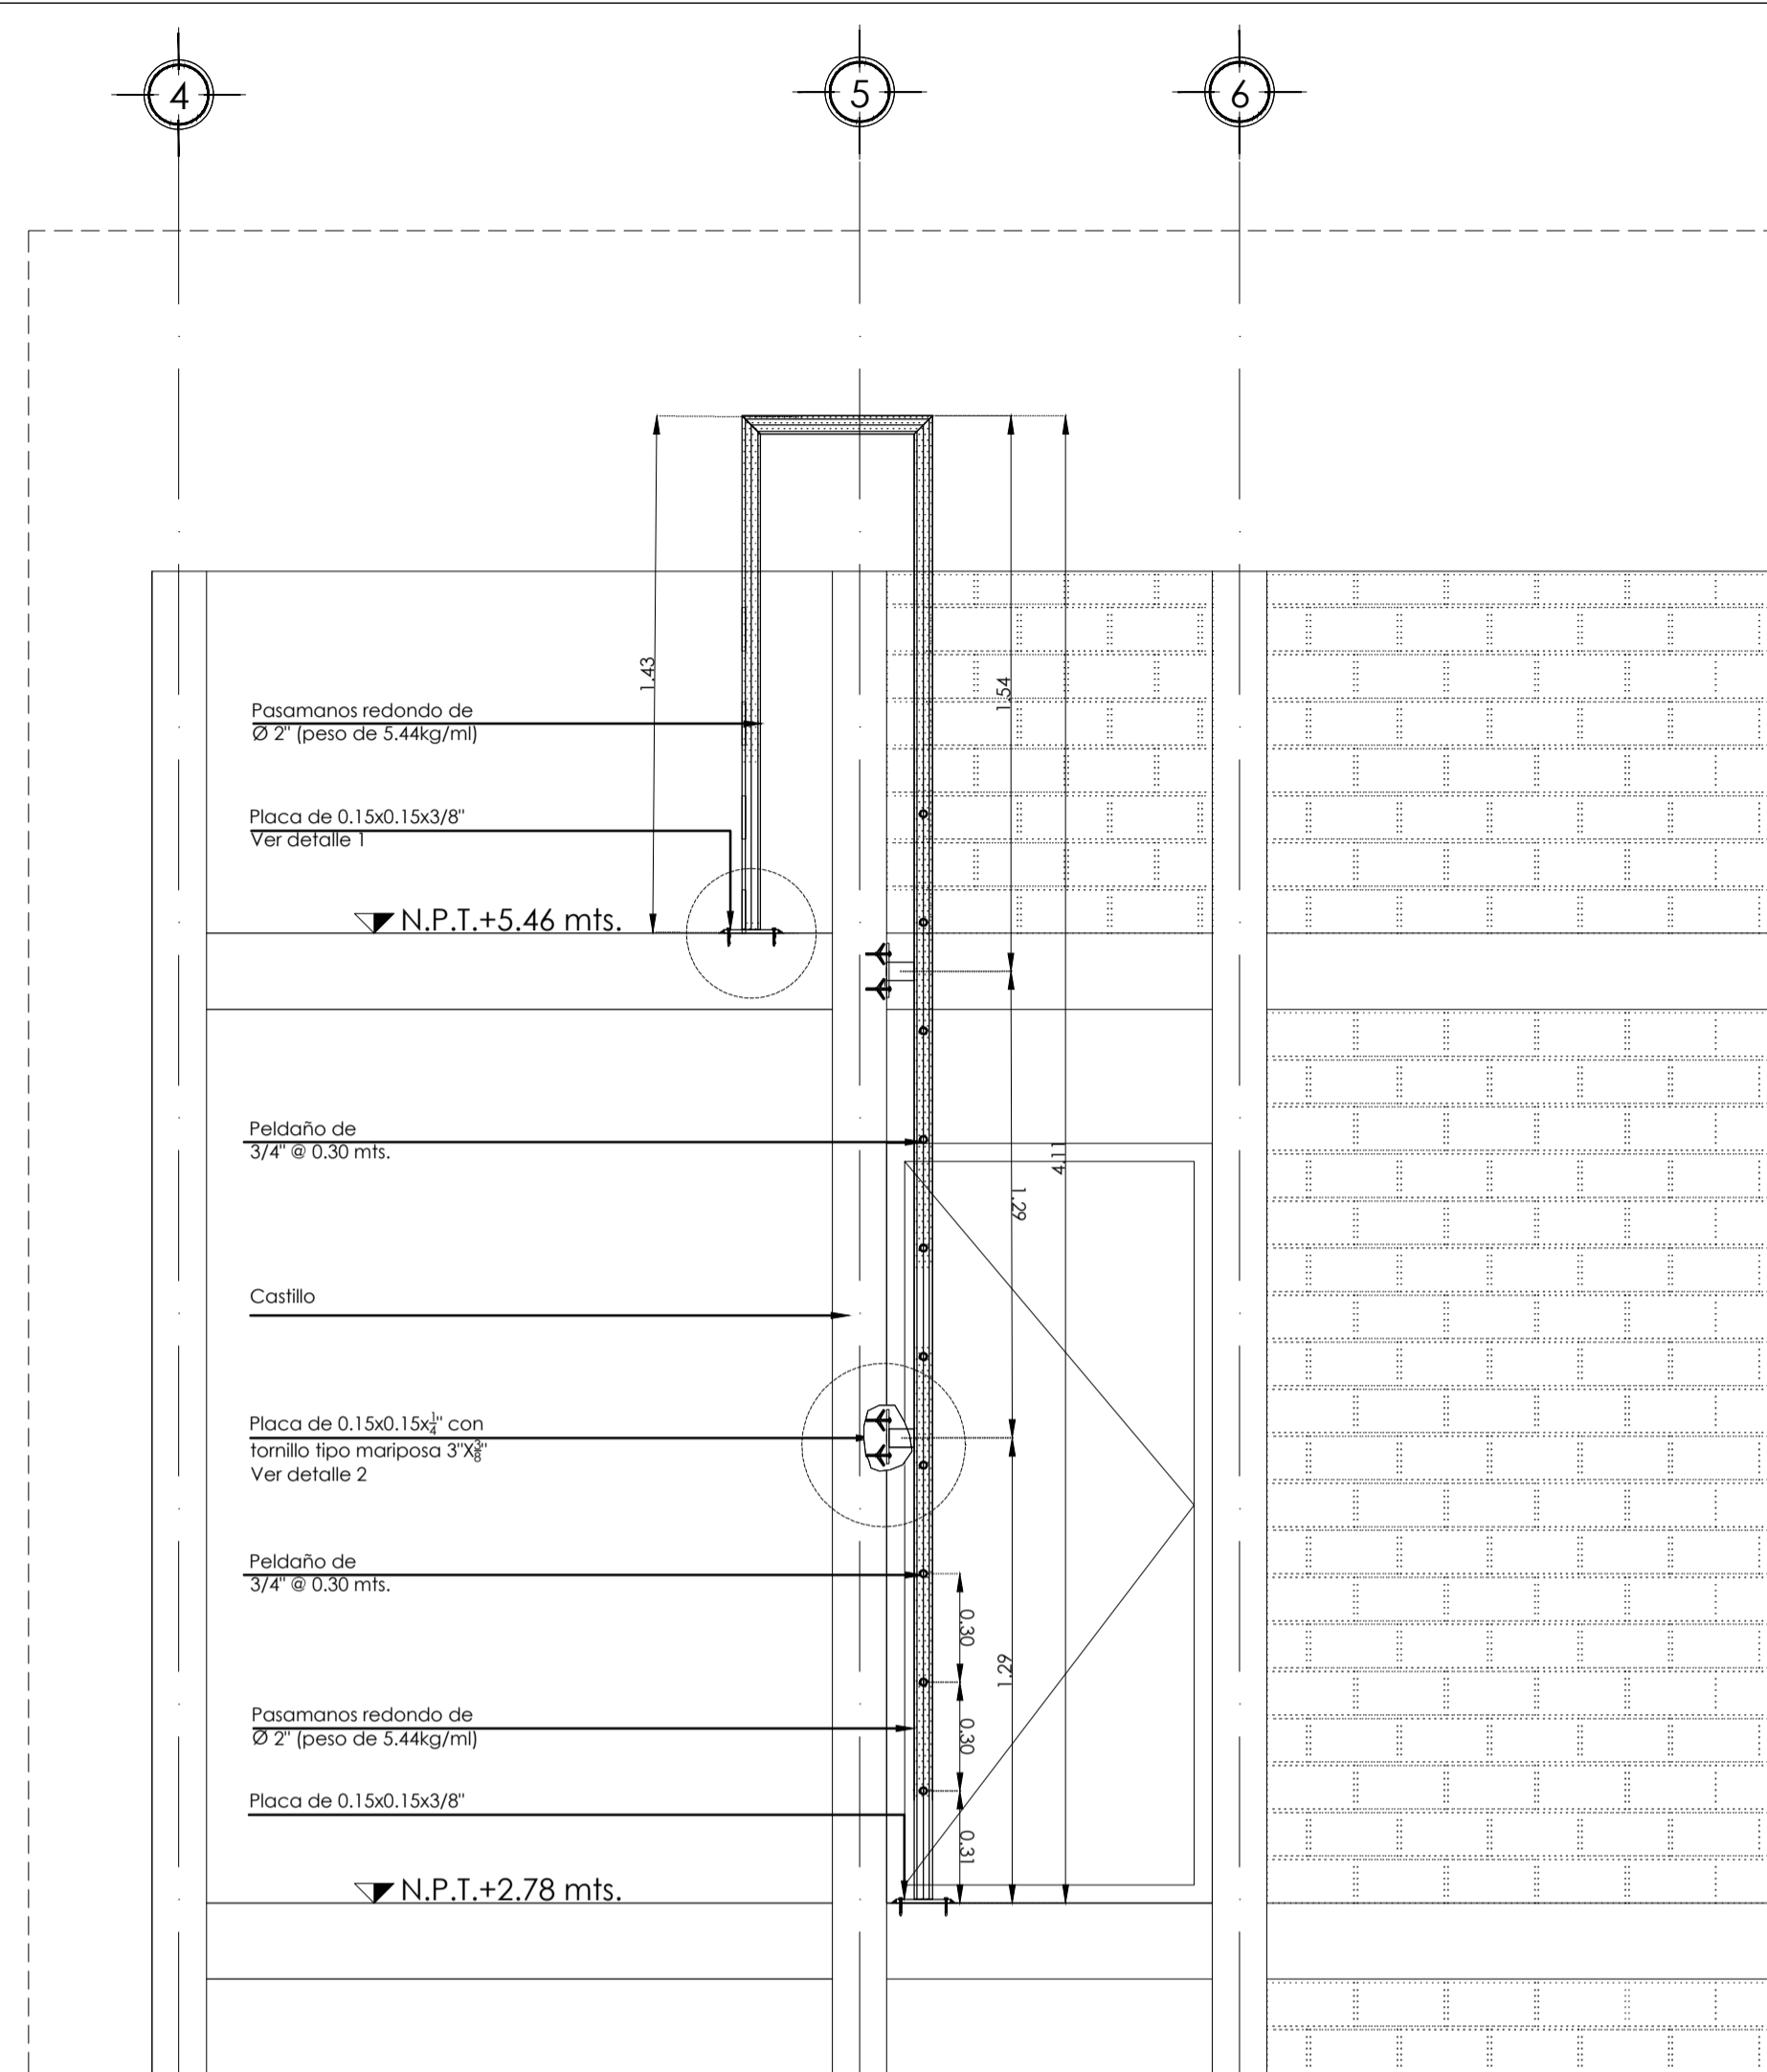 4
5
6
1.43
1.54
Pasamanos redondo de
Ø 2" (peso de 5.44kg/ml)
Placa de 0.15x0.15x3/8"
Ver detalle 1
N.P.T.+5.46 mts.
Peldaño de
3/4" @ 0.30 mts.
4.11
1.29
Castillo
Placa de 0.15x0.15x1/4" con
tornillo tipo mariposa 3"X3/8"
Ver detalle 2
Peldaño de
3/4" @ 0.30 mts.
0.30
1.29
Pasamanos redondo de
Ø 2" (peso de 5.44kg/ml)
0.30
Placa de 0.15x0.15x3/8"
0.31
N.P.T.+2.78 mts.